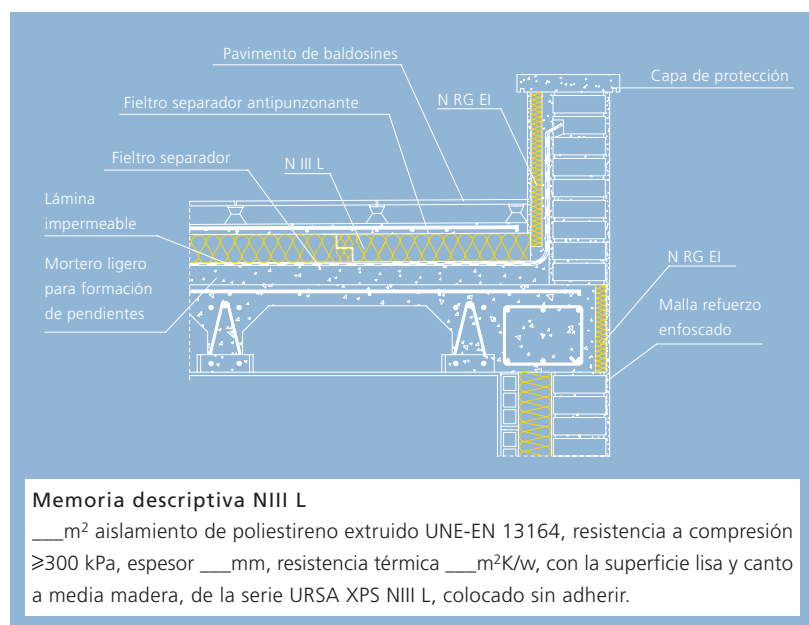 Pavimento de baldosines
Capa de protección
Fieltro separador antipunzonante
N RG EI
Fieltro separador
N III L
Lámina
impermeable
Mortero ligero
para formación
de pendientes
N RG EI
Malla refuerzo
enfoscado
Memoria descriptiva NIII L
___m² aislamiento de poliestireno extruido UNE-EN 13164, resistencia a compresión
≥300 kPa, espesor ___mm, resistencia térmica ___m²K/w, con la superficie lisa y canto
a media madera, de la serie URSA XPS NIII L, colocado sin adherir.